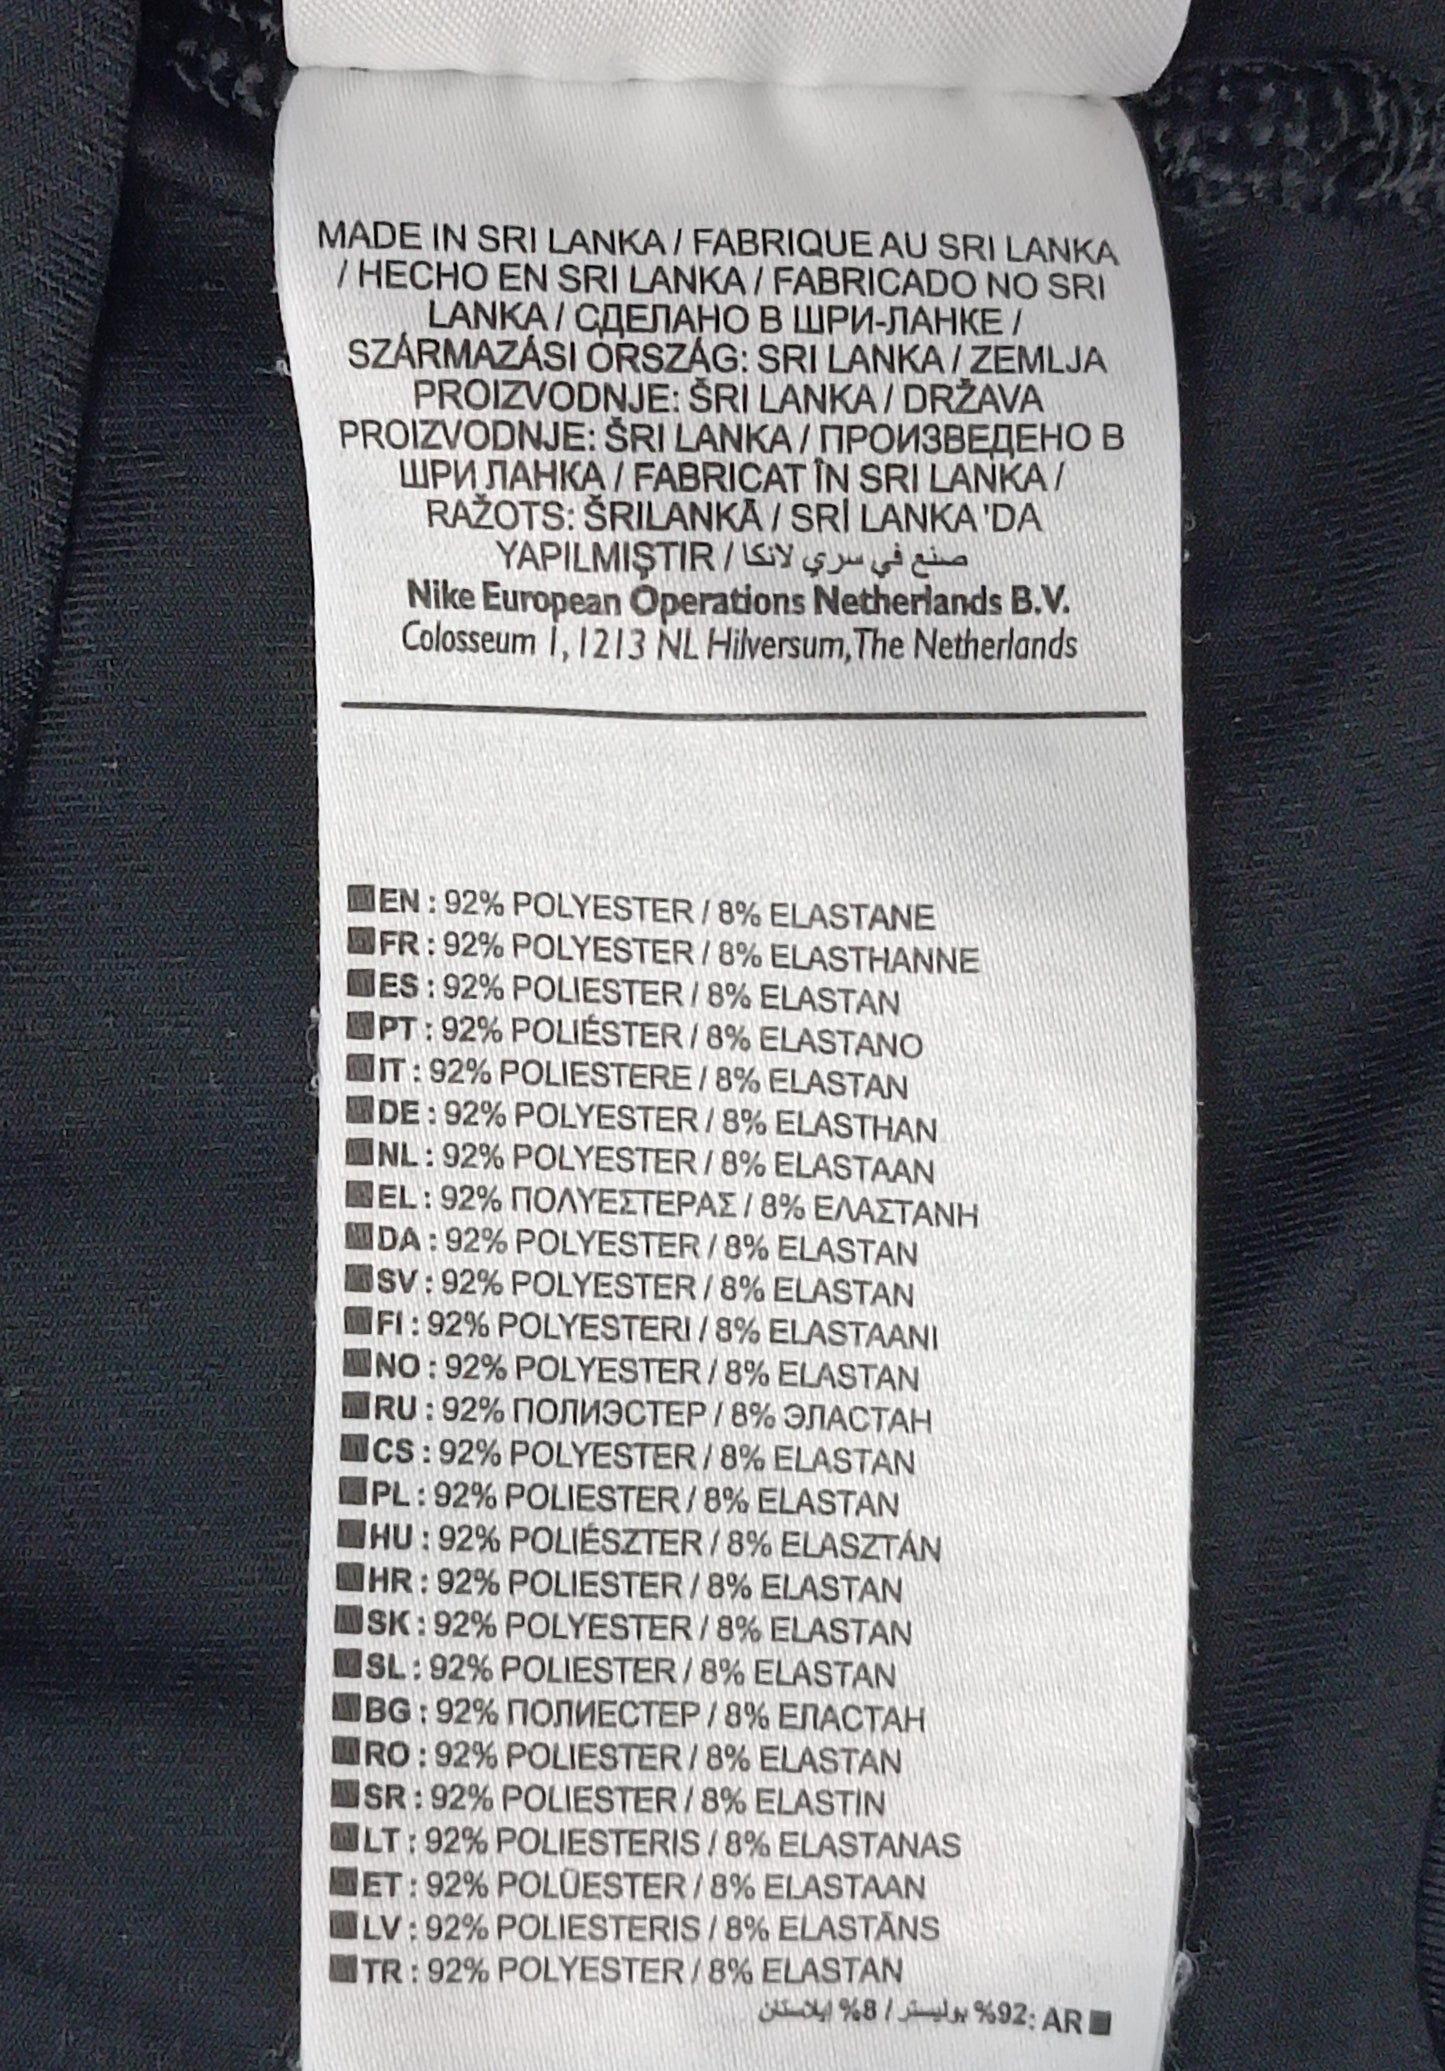 MADE IN SRI LANKA / FABRIQUE AU SRI LANKA
/ HECHO EN SRI LANKA / FABRICADO NO SRI
LANKA / СДЕЛАНО В ШРИ-ЛАНКЕ /
SZÁRMAZÁSI ORSZÁG: SRI LANKA / ZEMLJA
PROIZVODNJE: ŠRI LANKA / DRŽAVA
PROIZVODNJE: ŠRI LANKA / ПРОИЗВЕДЕНО В
ШРИ ЛАНКА / FABRICAT ÎN SRI LANKA /
RAŽOTS: ŠRILANKĀ / SRİ LANKA 'DA
YAPILMIŞTIR / صنع في سري لانكا
Nike European Operations Netherlands B.V.
Colosseum 1, 1213 NL Hilversum, The Netherlands
EN : 92% POLYESTER / 8% ELASTANE
FR : 92% POLYESTER / 8% ELASTHANNE
ES : 92% POLIESTER / 8% ELASTAN
PT : 92% POLIÉSTER / 8% ELASTANO
IT : 92% POLIESTERE / 8% ELASTAN
DE : 92% POLYESTER / 8% ELASTHAN
NL : 92% POLYESTER / 8% ELASTAAN
EL : 92% ΠΟΛΥΕΣΤΕΡΑΣ / 8% ΕΛΑΣΤΑΝΗ
DA : 92% POLYESTER / 8% ELASTAN
SV : 92% POLYESTER / 8% ELASTAN
FI : 92% POLYESTERI / 8% ELASTAANI
NO : 92% POLYESTER / 8% ELASTAN
RU : 92% ПОЛИЭСТЕР / 8% ЭЛАСТАН
CS : 92% POLYESTER / 8% ELASTAN
PL : 92% POLIESTER / 8% ELASTAN
HU : 92% POLIÉSZTER / 8% ELASZTÁN
HR : 92% POLIESTER / 8% ELASTAN
SK : 92% POLYESTER / 8% ELASTAN
SL : 92% POLIESTER / 8% ELASTAN
BG : 92% ПОЛИЕСТЕР / 8% ЕЛАСТАН
RO : 92% POLIESTER / 8% ELASTAN
SR : 92% POLIESTER / 8% ELASTIN
LT : 92% POLIESTERIS / 8% ELASTANAS
ET : 92% POLÜESTER / 8% ELASTAAN
LV : 92% POLIESTERIS / 8% ELASTĀNS
TR : 92% POLYESTER / 8% ELASTAN
AR :92% بوليستر / 8% ايلاستان